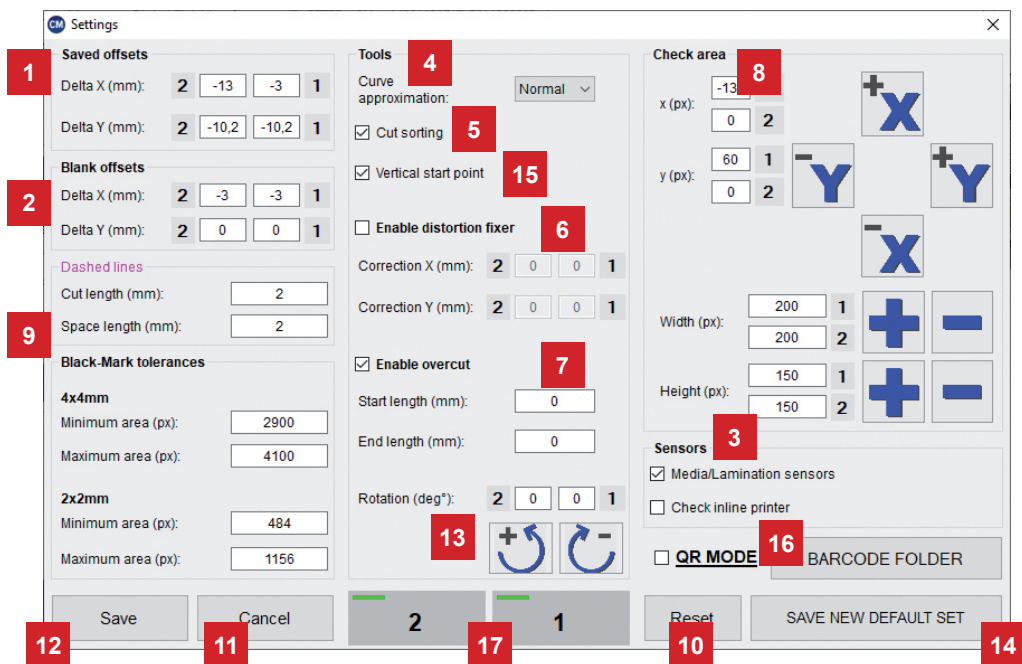 CM Settings
Saved offsets
1
Delta X (mm): 2 -13 -3 1
Delta Y (mm): 2 -10,2 -10,2 1
Blank offsets
2
Delta X (mm): 2 -3 -3 1
Delta Y (mm): 2 0 0 1
Dashed lines
Cut length (mm): 2
9
Space length (mm): 2
Black-Mark tolerances
4x4mm
Minimum area (px): 2900
Maximum area (px): 4100
2x2mm
Minimum area (px): 484
Maximum area (px): 1156
Tools
4
Curve
approximation: Normal
Cut sorting 5
Vertical start point 15
Enable distortion fixer 6
Correction X (mm): 2 0 0 1
Correction Y (mm): 2 0 0 1
Enable overcut 7
Start length (mm): 0
End length (mm): 0
Rotation (deg°): 2 0 0 1
13 + -
Check area
8
x (px): -13
0 2
y (px): 60 1
0 2
+X
-Y +Y
-X
Width (px): 200 1
200 2
+ -
Height (px): 150 1
150 2
+ -
3
Sensors
Media/Lamination sensors
Check inline printer
QR MODE 16 BARCODE FOLDER
Save Cancel 2 1 Reset SAVE NEW DEFAULT SET
12 11 17 10 14